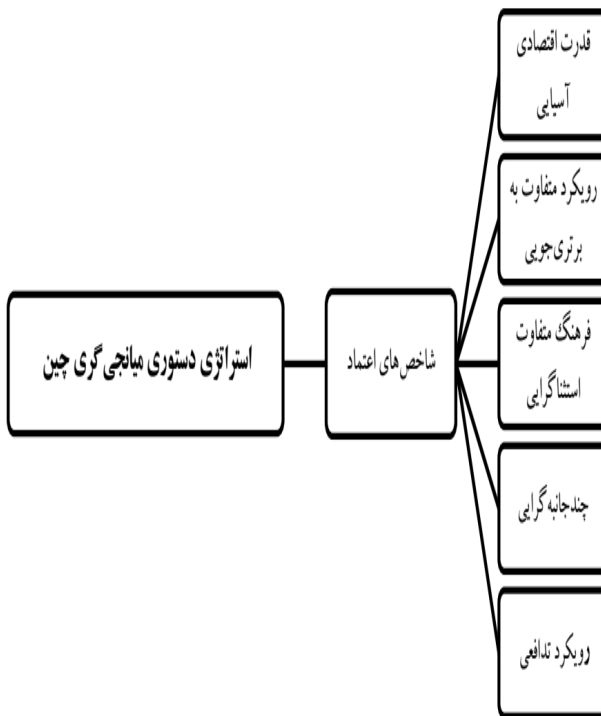 قدرت اقتصادی
آسیایی
رویکرد متفاوت به
برتری‌جویی
فرهنگ متفاوت
استثناگرایی
چندجانبه‌گرایی
رویکرد تدافعی
شاخص‌های اعتماد
استراتژی دستوری میانجی‌گری چین